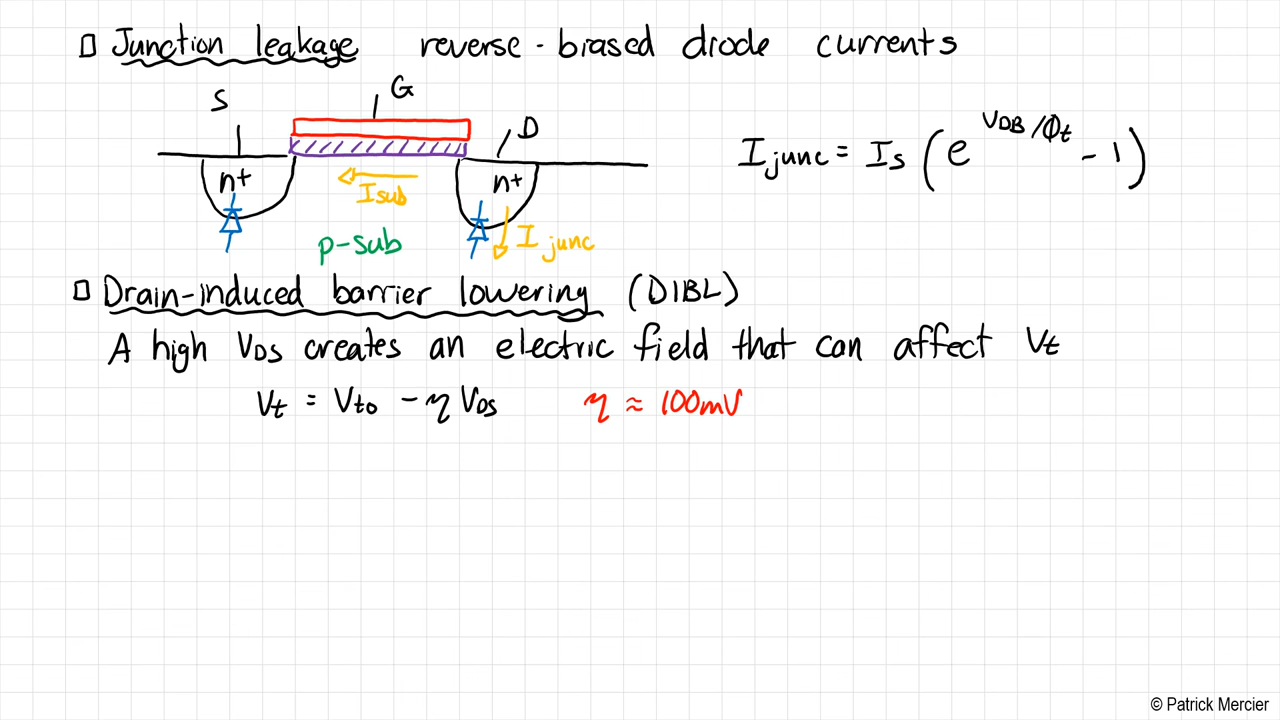 □ Junction leakage reverse-biased diode currents
S
G
D
n+
n+
Isub
Ijunc
p-sub
Ijunc = Is (e^VDB/ϕt - 1)
□ Drain-induced barrier lowering (DIBL)
A high VDS creates an electric field that can affect Vt
Vt = Vto - η VDS η ≈ 100mV
© Patrick Mercier